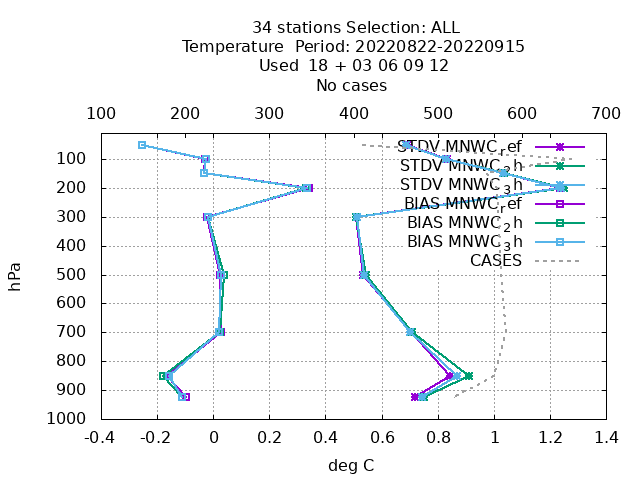 34 stations Selection: ALL
Temperature  Period: 20220822-20220915
Used  18 + 03 06 09 12
No cases
100 200 300 400 500 600 700
STDV MNWC_ref
STDV MNWC_2h
STDV MNWC_3h
BIAS MNWC_ref
BIAS MNWC_2h
BIAS MNWC_3h
CASES
hPa
100
200
300
400
500
600
700
800
900
1000
-0.4 -0.2 0 0.2 0.4 0.6 0.8 1 1.2 1.4
deg C